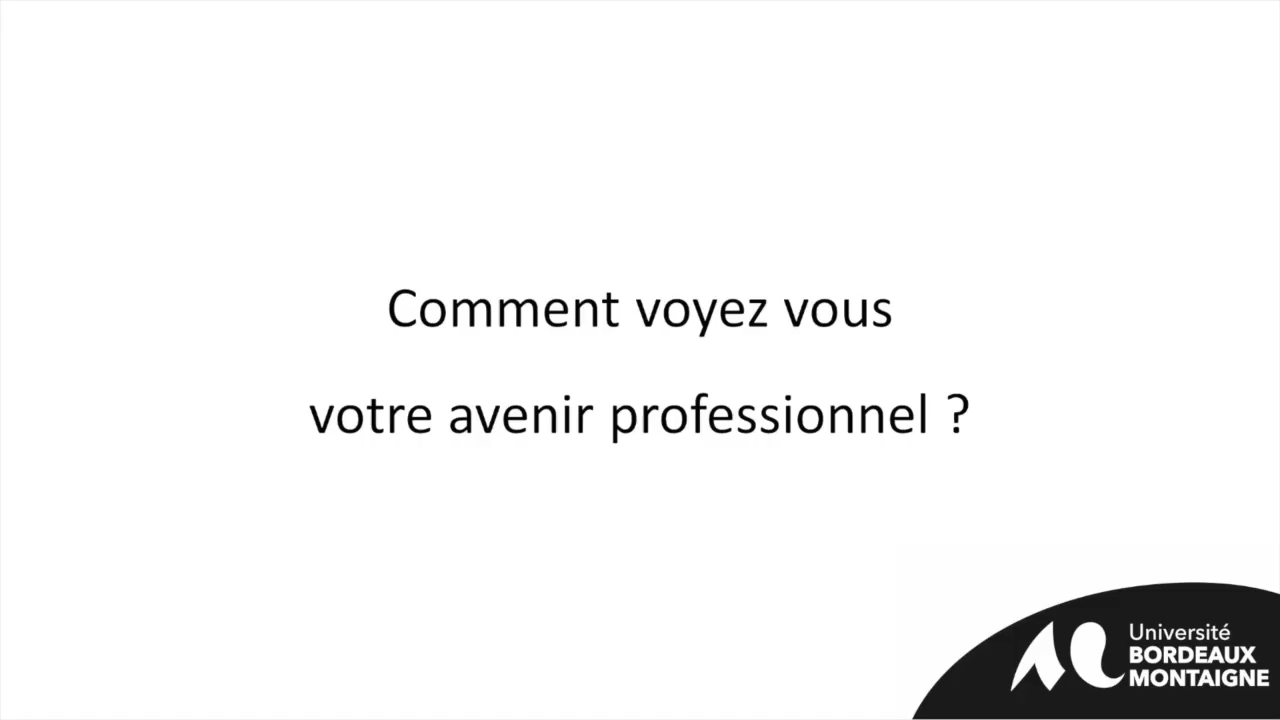 Comment voyez vous
votre avenir professionnel ?
Université
BORDEAUX
MONTAIGNE